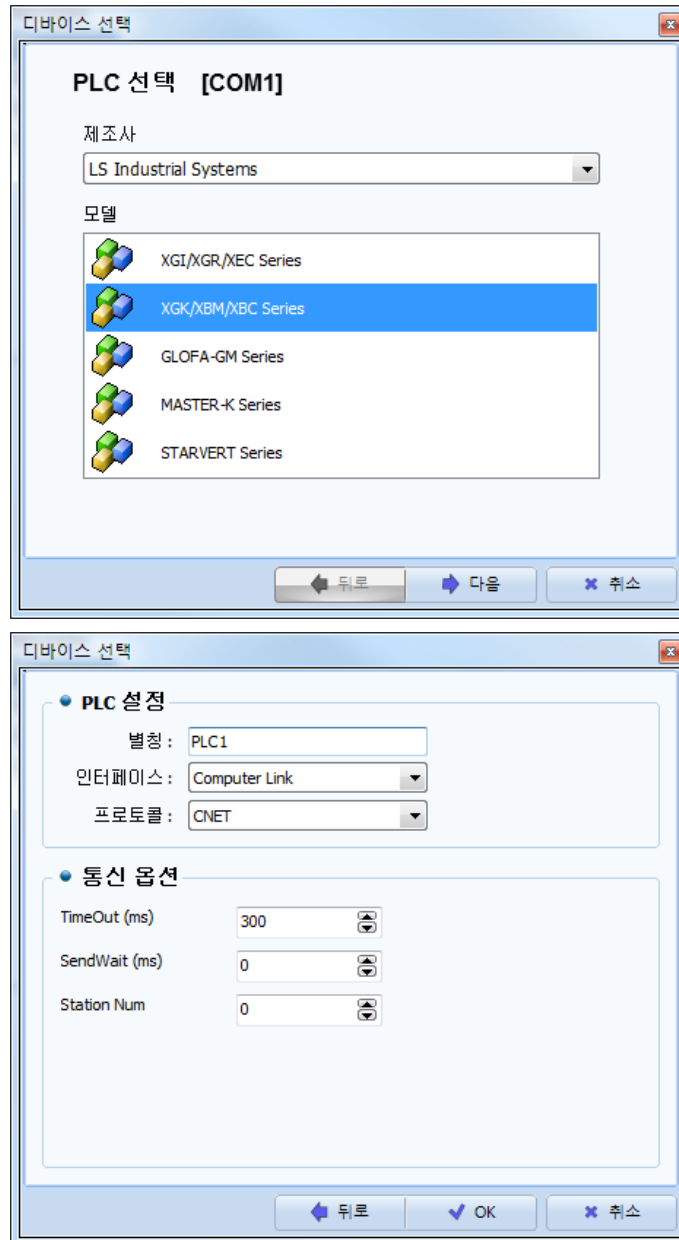 디바이스 선택
PLC 선택 [COM1]
제조사
LS Industrial Systems
모델
XGI/XGR/XEC Series
XGK/XBM/XBC Series
GLOFA-GM Series
MASTER-K Series
STARVERT Series
뒤로 다음 취소
디바이스 선택
PLC 설정
별칭 : PLC1
인터페이스 : Computer Link
프로토콜 : CNET
통신 옵션
TimeOut (ms) 300
SendWait (ms) 0
Station Num 0
뒤로 OK 취소